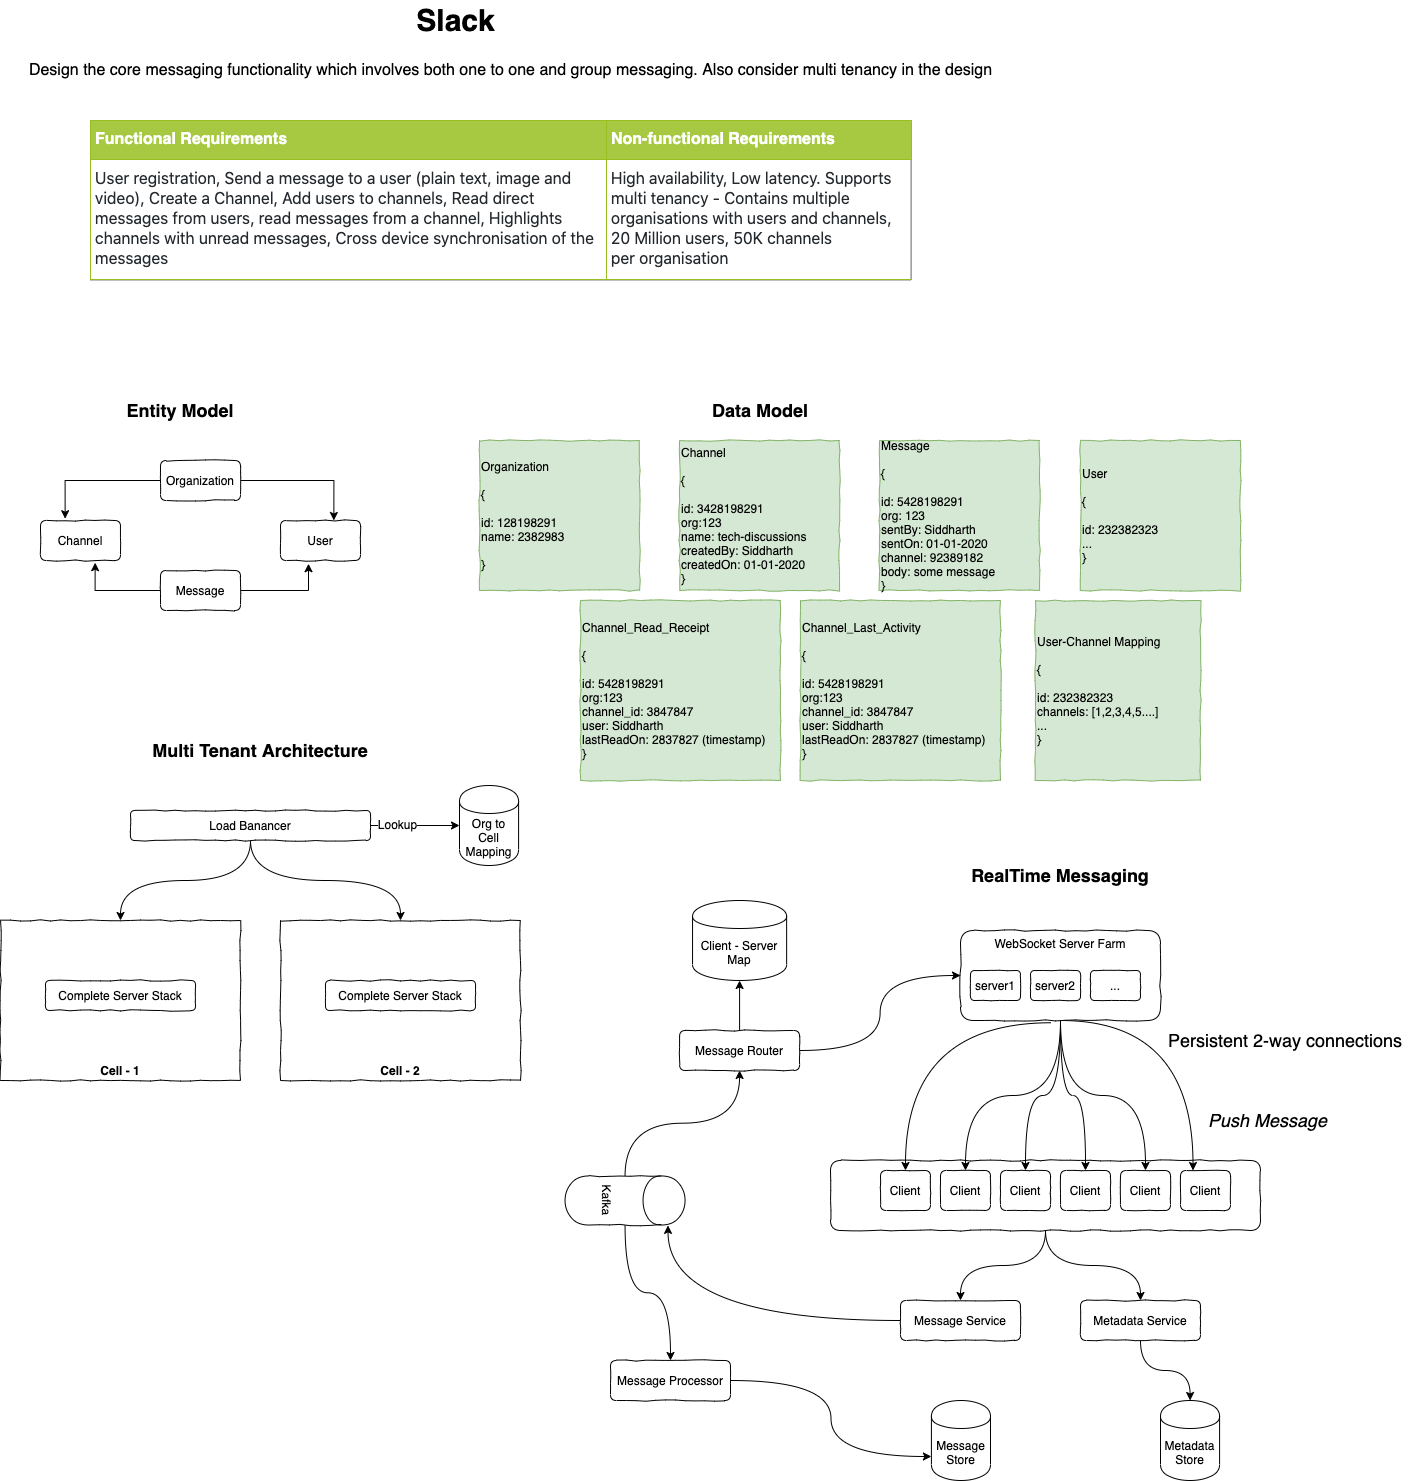 Slack
Design the core messaging functionality which involves both one to one and group messaging. Also consider multi tenancy in the design
Functional Requirements
Non-functional Requirements
User registration, Send a message to a user (plain text, image and
video), Create a Channel, Add users to channels, Read direct
messages from users, read messages from a channel, Highlights
channels with unread messages, Cross device synchronisation of the
messages
High availability, Low latency. Supports
multi tenancy - Contains multiple
organisations with users and channels,
20 Million users, 50K channels
per organisation
Entity Model
Organization
Channel
User
Message
Data Model
Organization
{
id: 128198291
name: 2382983
}
Channel
{
id: 3428198291
org:123
name: tech-discussions
createdBy: Siddharth
createdOn: 01-01-2020
}
Message
{
id: 5428198291
org: 123
sentBy: Siddharth
sentOn: 01-01-2020
channel: 92389182
body: some message
}
User
{
id: 232382323
...
}
Channel_Read_Receipt
{
id: 5428198291
org:123
channel_id: 3847847
user: Siddharth
lastReadOn: 2837827 (timestamp)
}
Channel_Last_Activity
{
id: 5428198291
org:123
channel_id: 3847847
user: Siddharth
lastReadOn: 2837827 (timestamp)
}
User-Channel Mapping
{
id: 232382323
channels: [1,2,3,4,5....]
...
}
Multi Tenant Architecture
Load Banancer
Lookup
Org to
Cell
Mapping
Complete Server Stack
Cell - 1
Complete Server Stack
Cell - 2
RealTime Messaging
Client - Server
Map
WebSocket Server Farm
server1
server2
...
Message Router
Persistent 2-way connections
Push Message
Kafka
Client
Client
Client
Client
Client
Client
Message Service
Metadata Service
Message Processor
Message
Store
Metadata
Store